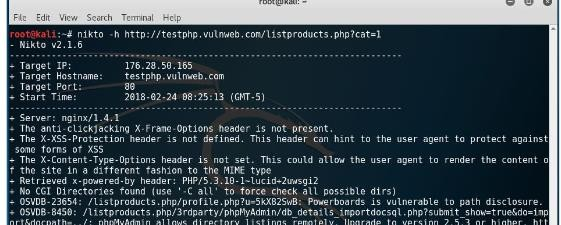 root@kali: ~
File Edit View Search Terminal Help
root@kali:~# nikto -h http://testphp.vulnweb.com/listproducts.php?cat=1
- Nikto v2.1.6
---------------------------------------------------------------------------
+ Target IP: 176.28.50.165
+ Target Hostname: testphp.vulnweb.com
+ Target Port: 80
+ Start Time: 2018-02-24 08:25:13 (GMT-5)
---------------------------------------------------------------------------
+ Server: nginx/1.4.1
+ The anti-clickjacking X-Frame-Options header is not present.
+ The X-XSS-Protection header is not defined. This header can hint to the user agent to protect against
some forms of XSS
+ The X-Content-Type-Options header is not set. This could allow the user agent to render the content o
f the site in a different fashion to the MIME type
+ Retrieved x-powered-by header: PHP/5.3.10-1~lucid+2uwsgi2
+ No CGI Directories found (use '-C all' to force check all possible dirs)
+ OSVDB-23654: /listproducts.php/profile.php?u=5kX82SwB: Powerboards is vulnerable to path disclosure.
+ OSVDB-8450: /listproducts.php/3rdparty/phpMyAdmin/db_details_importdocsql.php?submit_show=true&do=imp
ort&docpath=../: phpMyAdmin allows directory listings remotely. Upgrade to version 2.5.3 or higher. htt